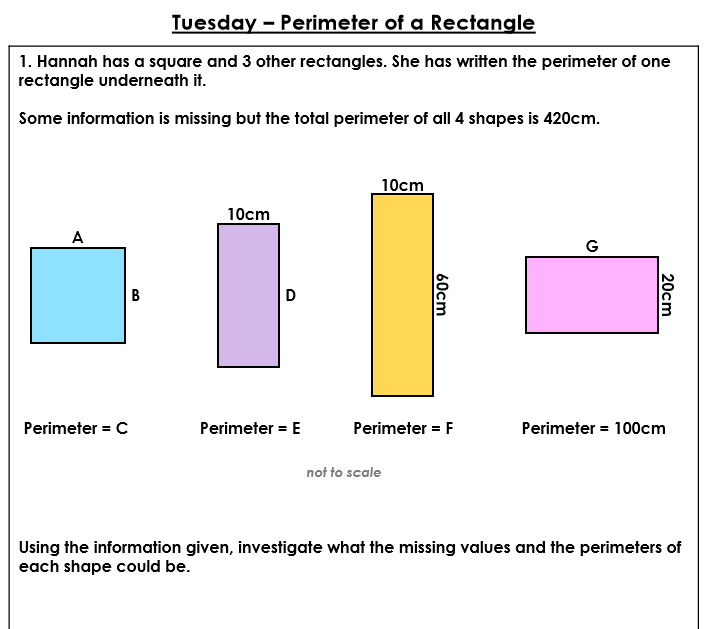 Tuesday – Perimeter of a Rectangle
1. Hannah has a square and 3 other rectangles. She has written the perimeter of one
rectangle underneath it.
Some information is missing but the total perimeter of all 4 shapes is 420cm.
A
B
10cm
D
10cm
60cm
G
20cm
Perimeter = C
Perimeter = E
Perimeter = F
Perimeter = 100cm
not to scale
Using the information given, investigate what the missing values and the perimeters of
each shape could be.